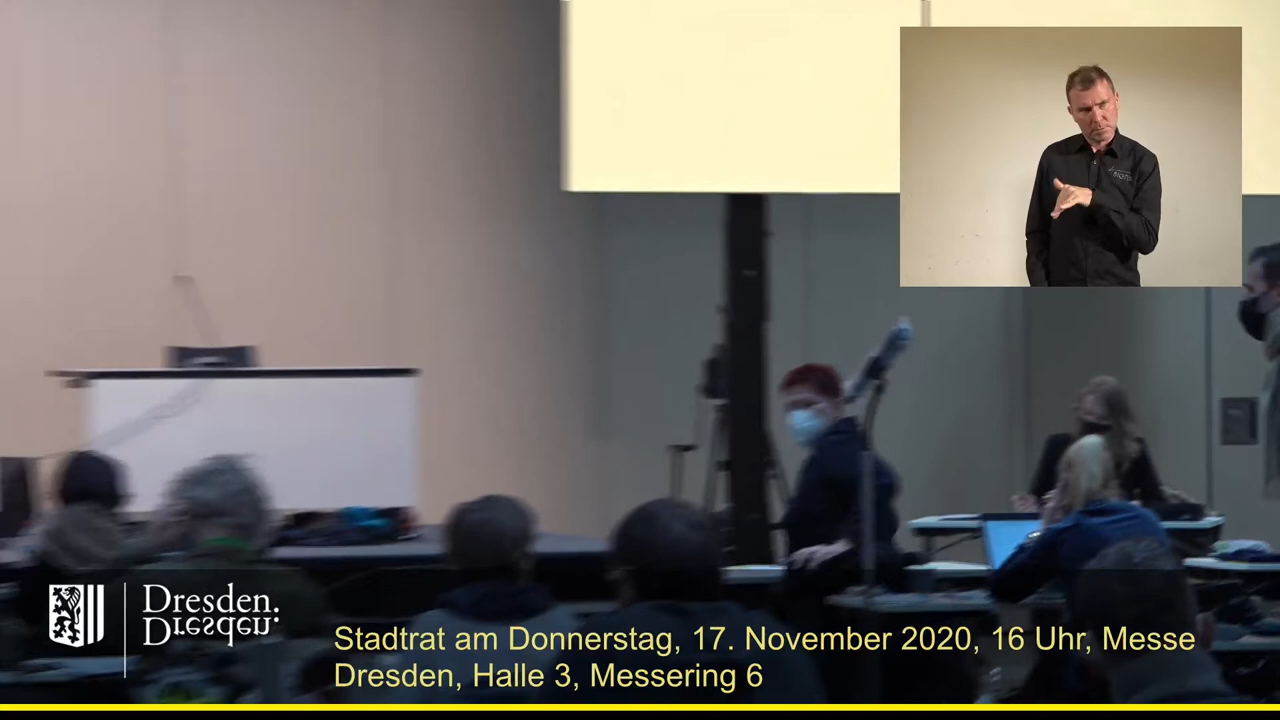 Dresden.
Dresden.
Stadtrat am Donnerstag, 17. November 2020, 16 Uhr, Messe
Dresden, Halle 3, Messering 6